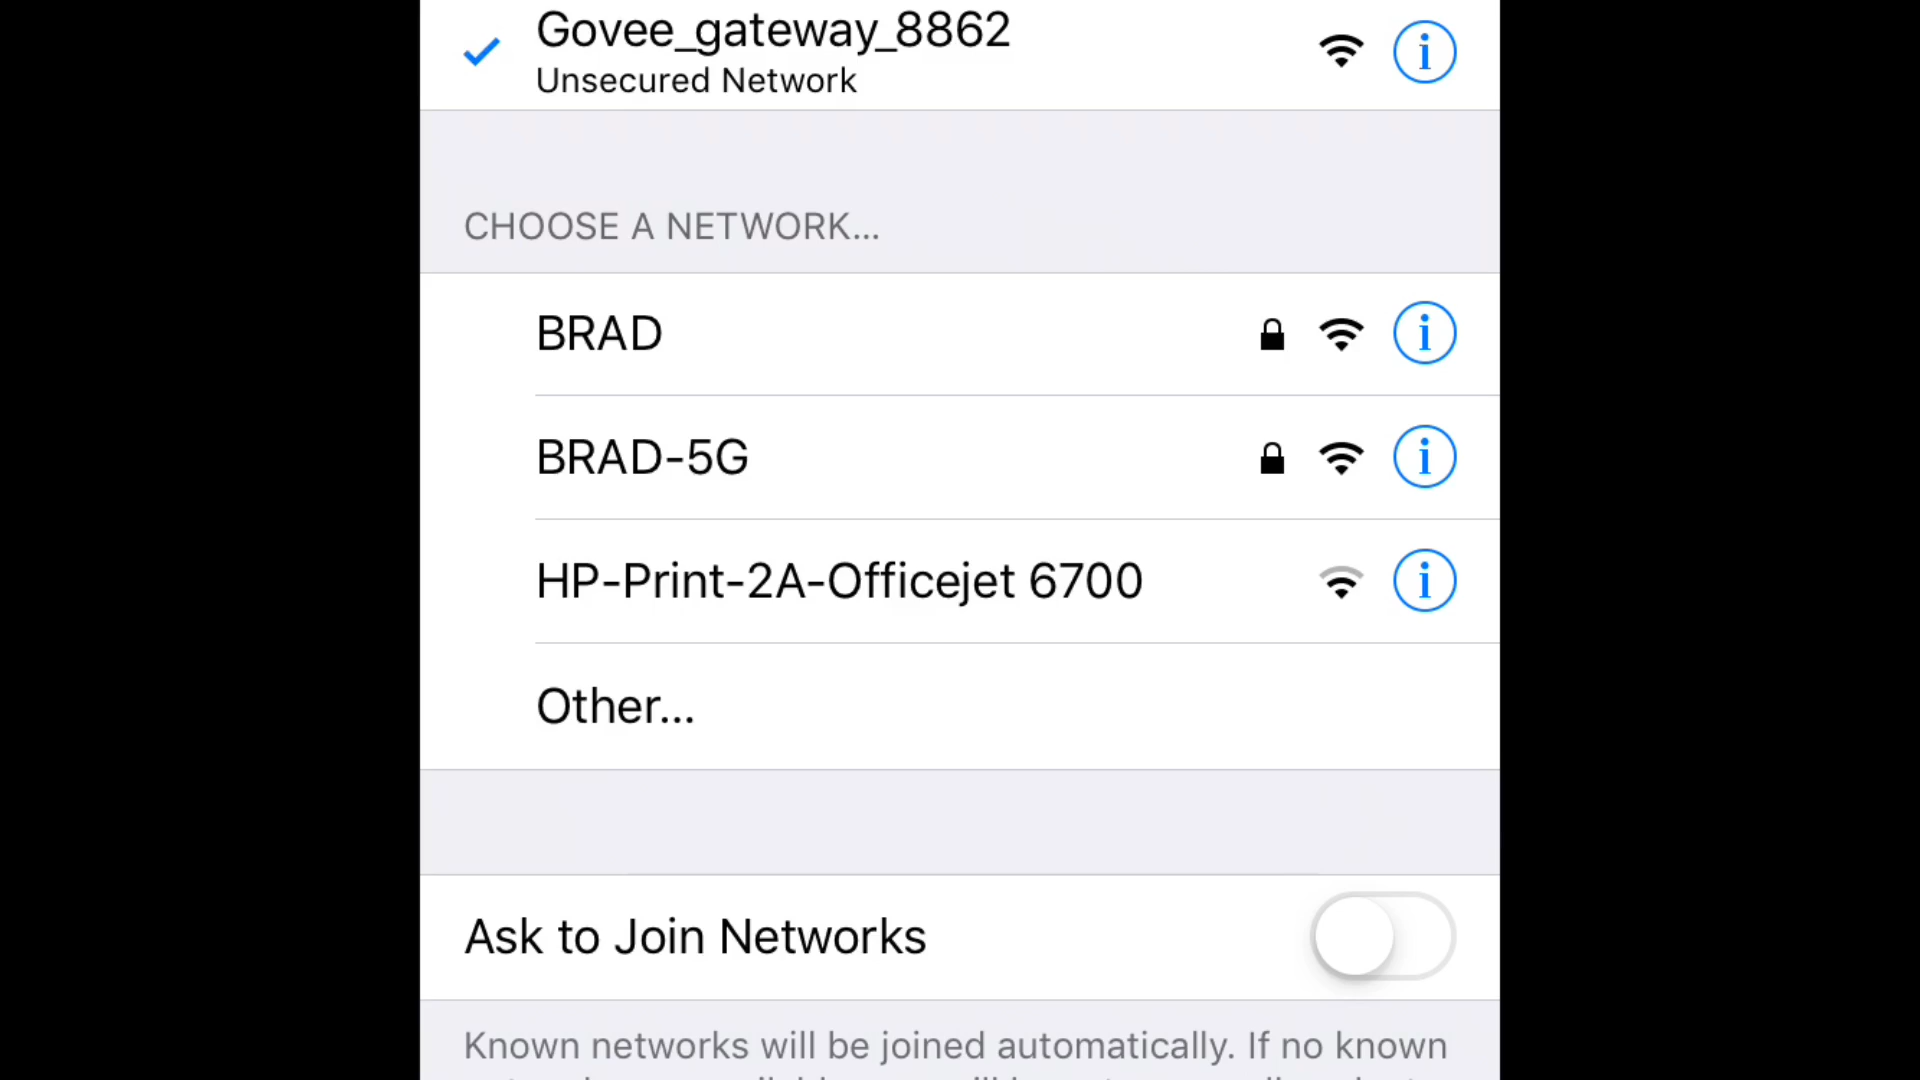 Govee_gateway_8862
Unsecured Network
CHOOSE A NETWORK...
BRAD
BRAD-5G
HP-Print-2A-Officejet 6700
Other...
Ask to Join Networks
Known networks will be joined automatically. If no known